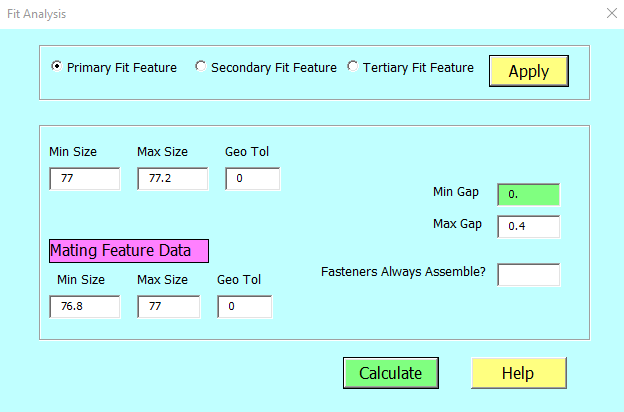 Fit Analysis
Primary Fit Feature Secondary Fit Feature Tertiary Fit Feature Apply
Min Size Max Size Geo Tol
77 77.2 0
Min Gap 0.
Max Gap 0.4
Mating Feature Data
Fasteners Always Assemble?
Min Size Max Size Geo Tol
76.8 77 0
Calculate Help